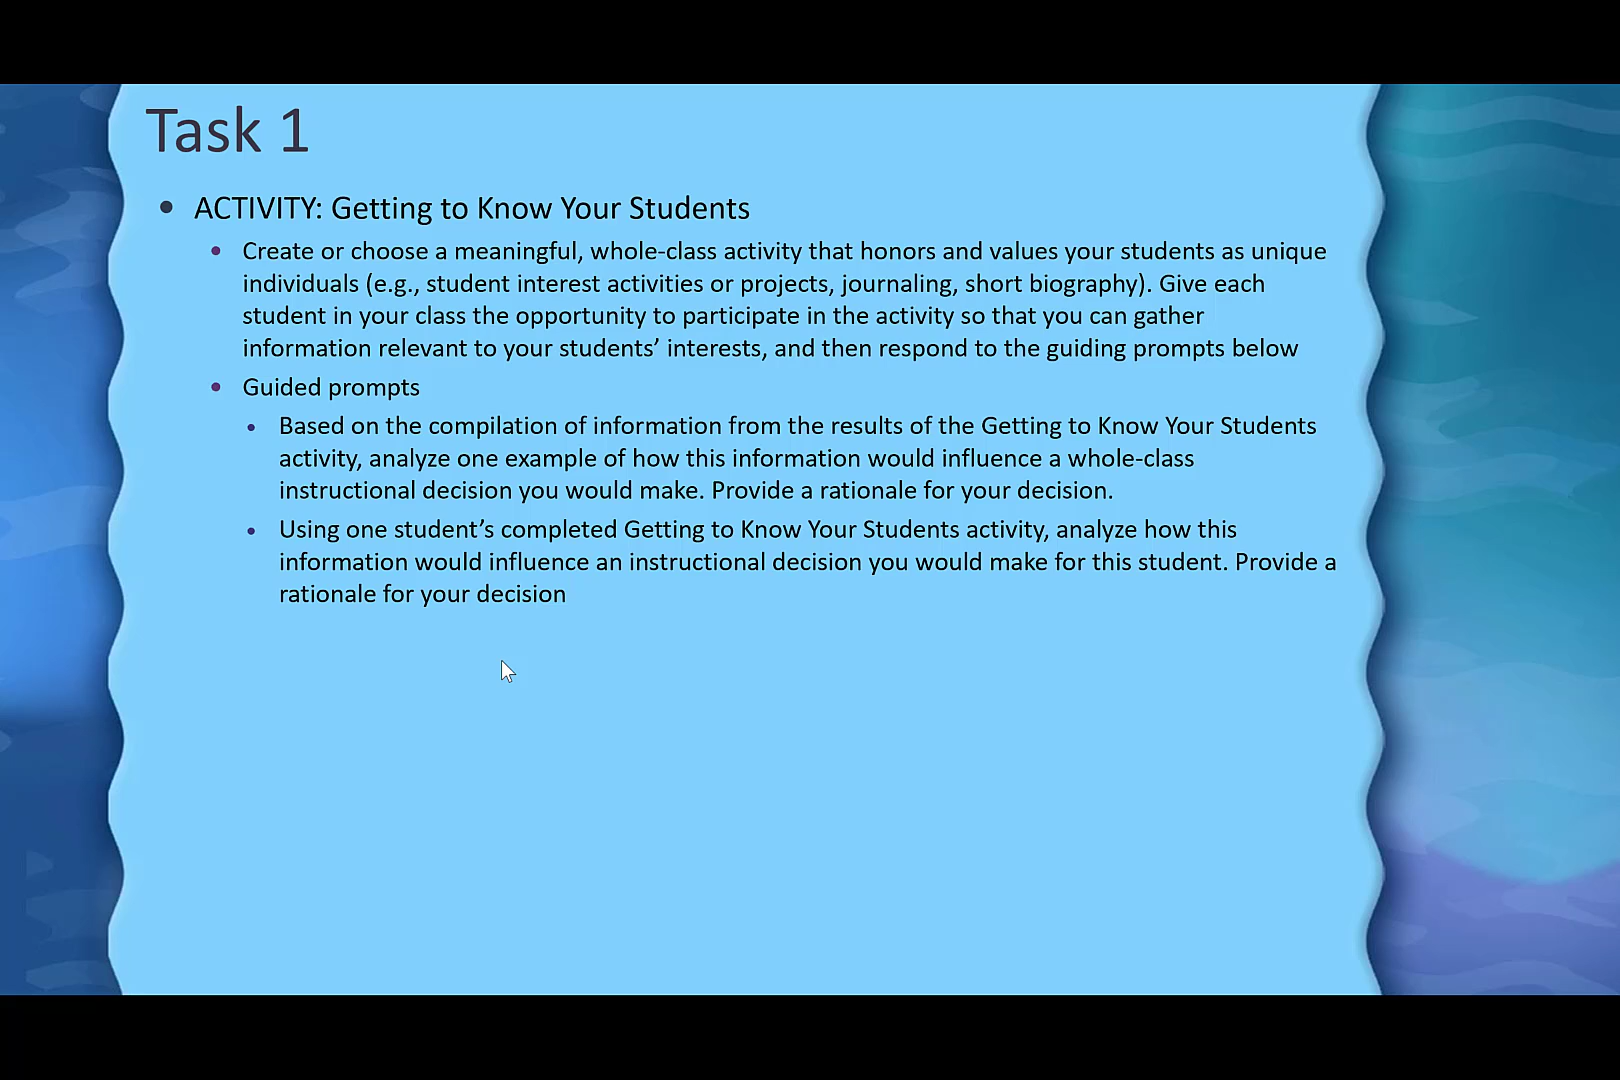 Task 1
ACTIVITY: Getting to Know Your Students
Create or choose a meaningful, whole-class activity that honors and values your students as unique
individuals (e.g., student interest activities or projects, journaling, short biography). Give each
student in your class the opportunity to participate in the activity so that you can gather
information relevant to your students’ interests, and then respond to the guiding prompts below
Guided prompts
Based on the compilation of information from the results of the Getting to Know Your Students
activity, analyze one example of how this information would influence a whole-class
instructional decision you would make. Provide a rationale for your decision.
Using one student’s completed Getting to Know Your Students activity, analyze how this
information would influence an instructional decision you would make for this student. Provide a
rationale for your decision